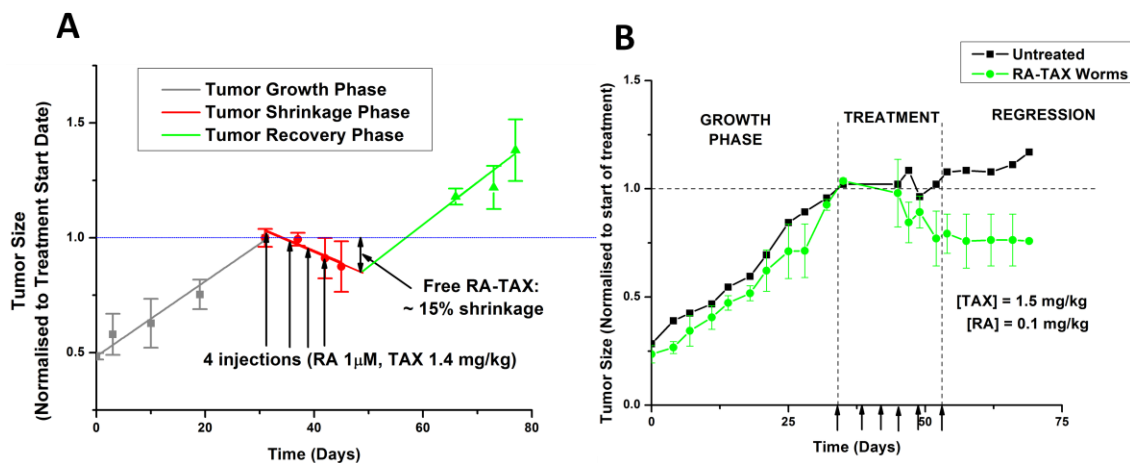 A
Tumor Growth Phase
Tumor Shrinkage Phase
Tumor Recovery Phase
Tumor Size
(Normalised to Treatment Start Date)
1.5
1.0
0.5
Free RA-TAX:
~ 15% shrinkage
4 injections (RA 1μM, TAX 1.4 mg/kg)
0
20
40
60
80
Time (Days)
B
Untreated
RA-TAX Worms
Tumor Size (Normalised to start of treatment)
1.5
1.0
0.5
0.0
GROWTH
PHASE
TREATMENT
REGRESSION
[TAX] = 1.5 mg/kg
[RA] = 0.1 mg/kg
0
25
50
75
Time (Days)